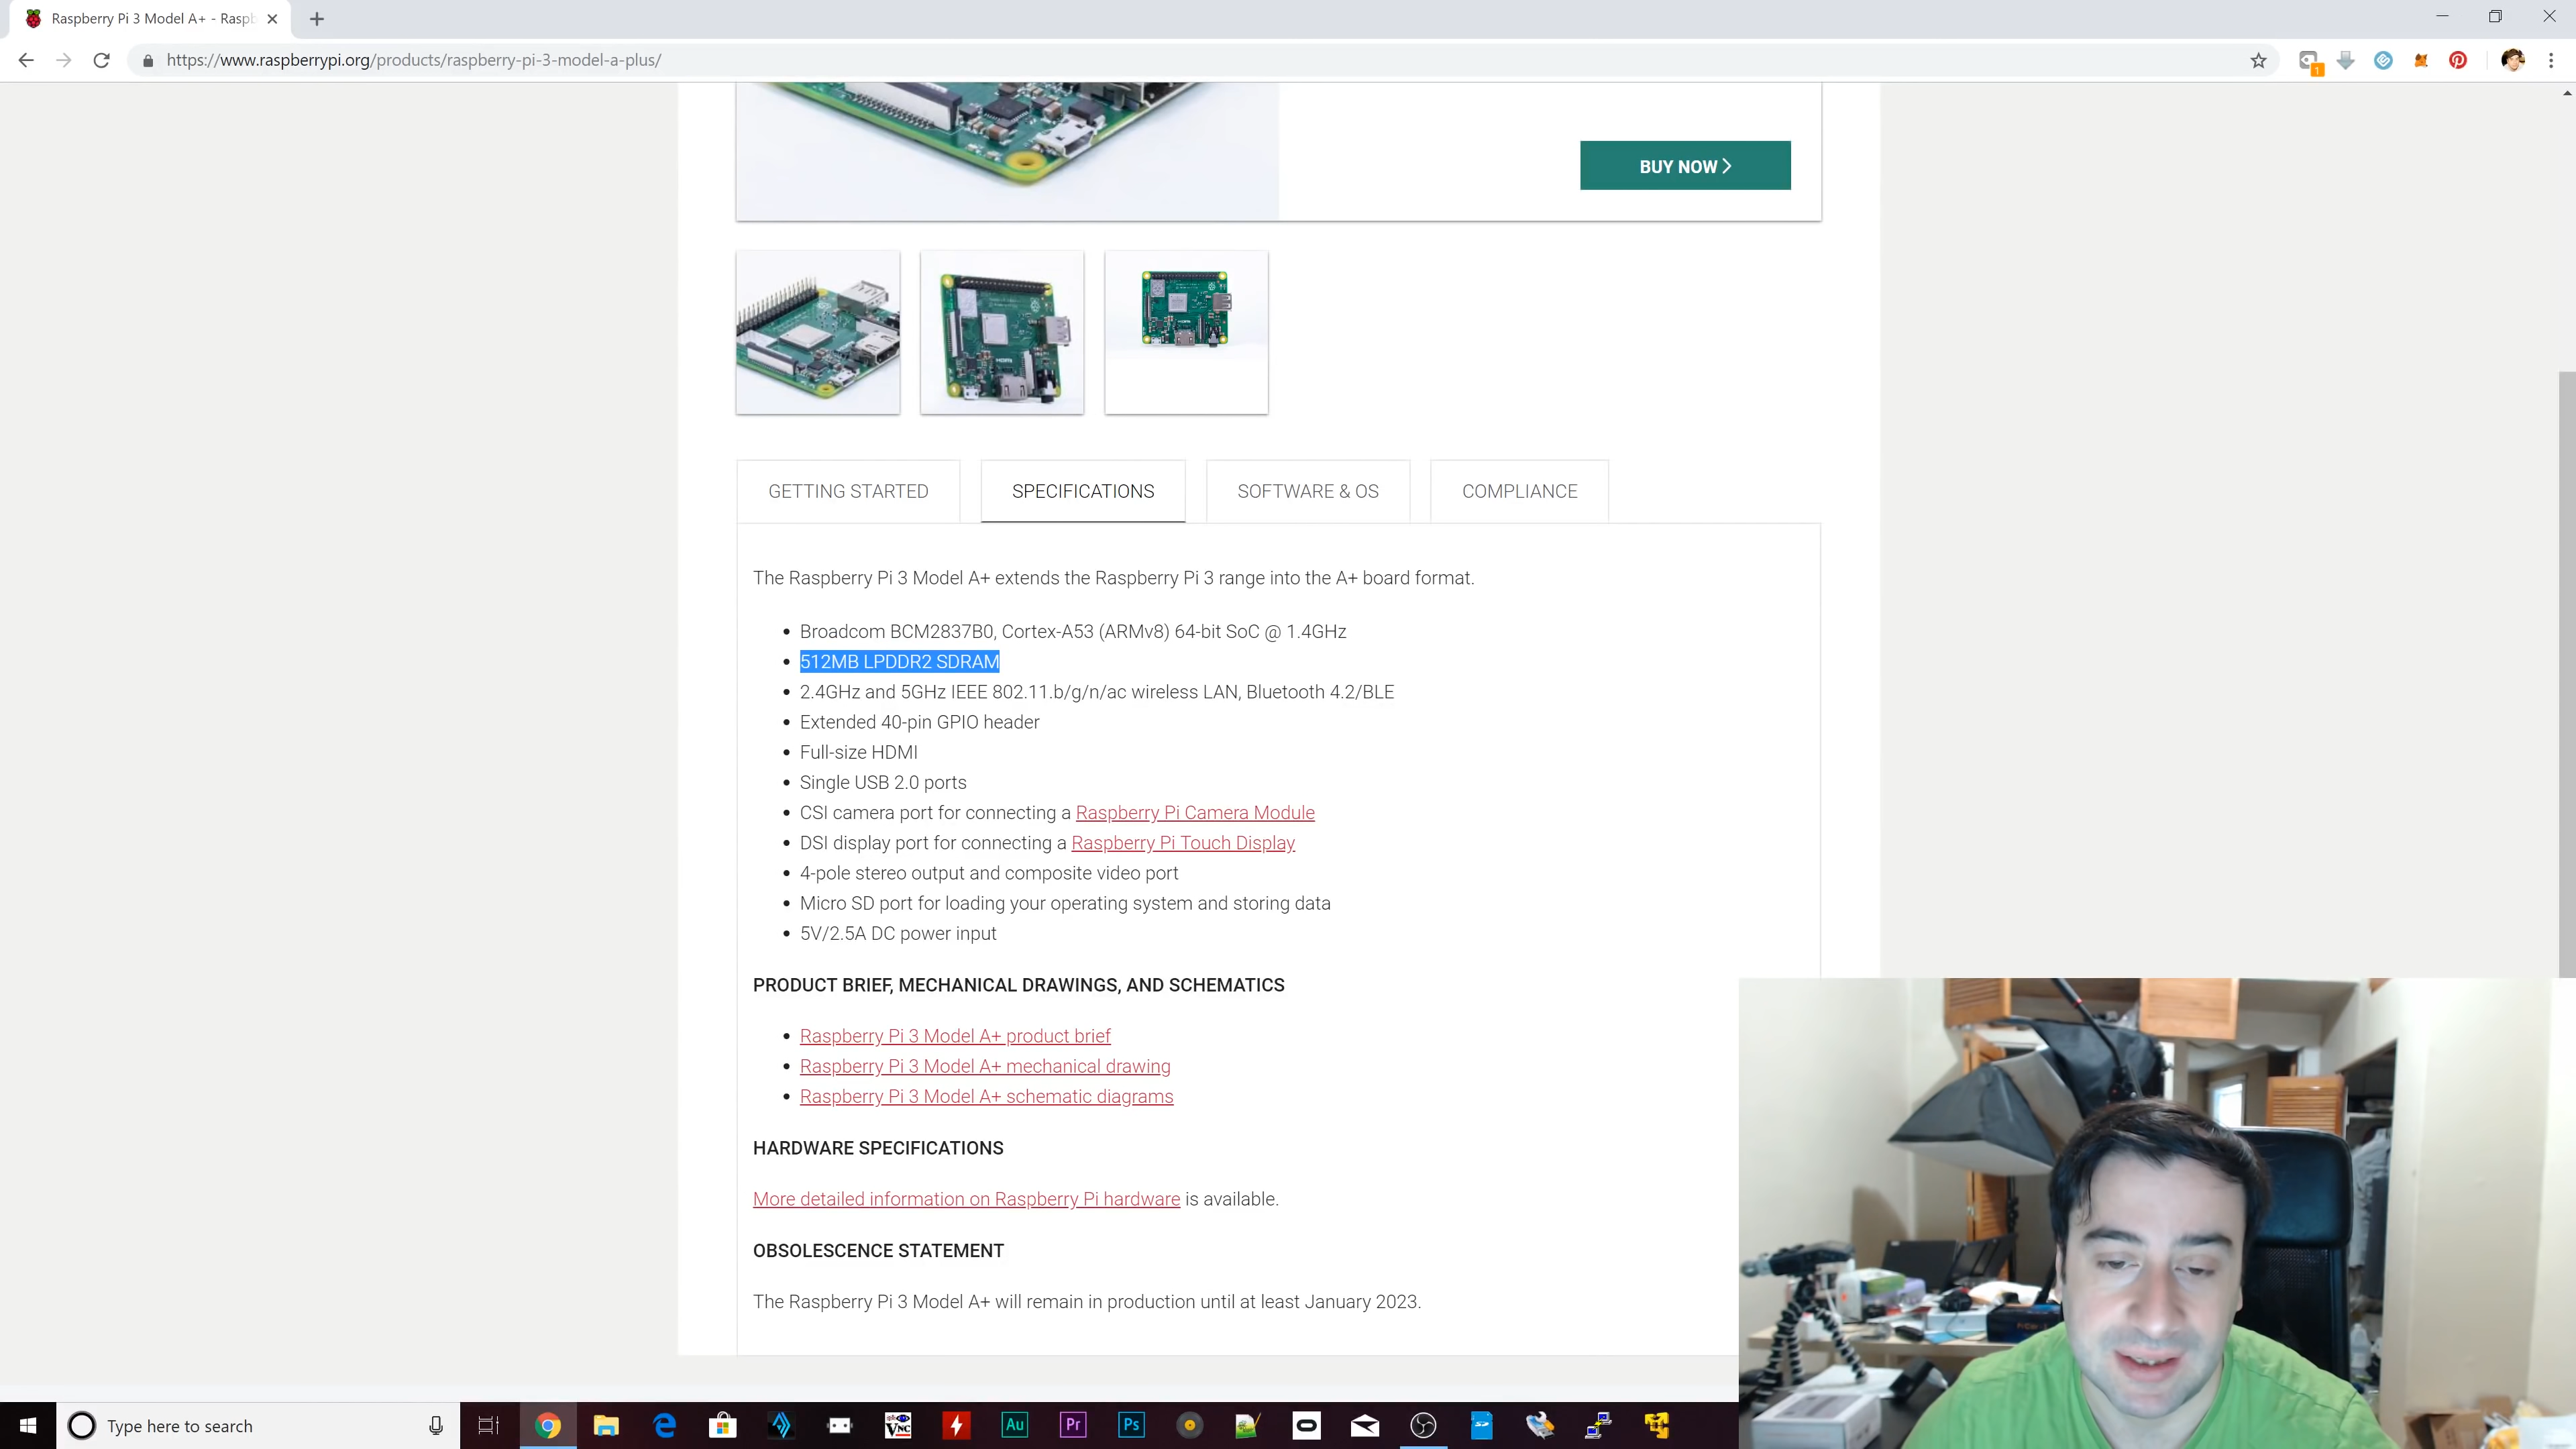 Raspberry Pi 3 Model A+ - Raspb
https://www.raspberrypi.org/products/raspberry-pi-3-model-a-plus/
1
BUY NOW
GETTING STARTED
SPECIFICATIONS
SOFTWARE & OS
COMPLIANCE
The Raspberry Pi 3 Model A+ extends the Raspberry Pi 3 range into the A+ board format.
Broadcom BCM2837B0, Cortex-A53 (ARMv8) 64-bit SoC @ 1.4GHz
512MB LPDDR2 SDRAM
2.4GHz and 5GHz IEEE 802.11.b/g/n/ac wireless LAN, Bluetooth 4.2/BLE
Extended 40-pin GPIO header
Full-size HDMI
Single USB 2.0 ports
CSI camera port for connecting a Raspberry Pi Camera Module
DSI display port for connecting a Raspberry Pi Touch Display
4-pole stereo output and composite video port
Micro SD port for loading your operating system and storing data
5V/2.5A DC power input
PRODUCT BRIEF, MECHANICAL DRAWINGS, AND SCHEMATICS
Raspberry Pi 3 Model A+ product brief
Raspberry Pi 3 Model A+ mechanical drawing
Raspberry Pi 3 Model A+ schematic diagrams
HARDWARE SPECIFICATIONS
More detailed information on Raspberry Pi hardware is available.
OBSOLESCENCE STATEMENT
The Raspberry Pi 3 Model A+ will remain in production until at least January 2023.
Type here to search
VNC
Au
Pr
Ps